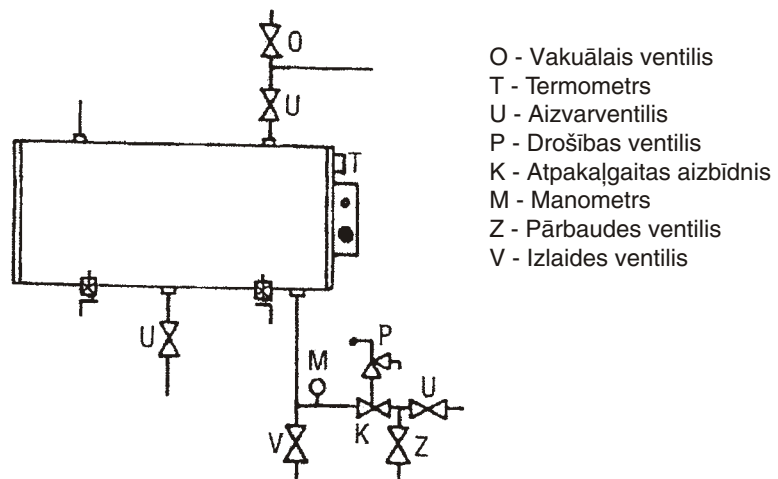 O
U
T
U
M
P
U
V
K
Z
O - Vakuālais ventilis
T - Termometrs
U - Aizvarventilis
P - Drošības ventilis
K - Atpakaļgaitas aizbīdnis
M - Manometrs
Z - Pārbaudes ventilis
V - Izlaides ventilis